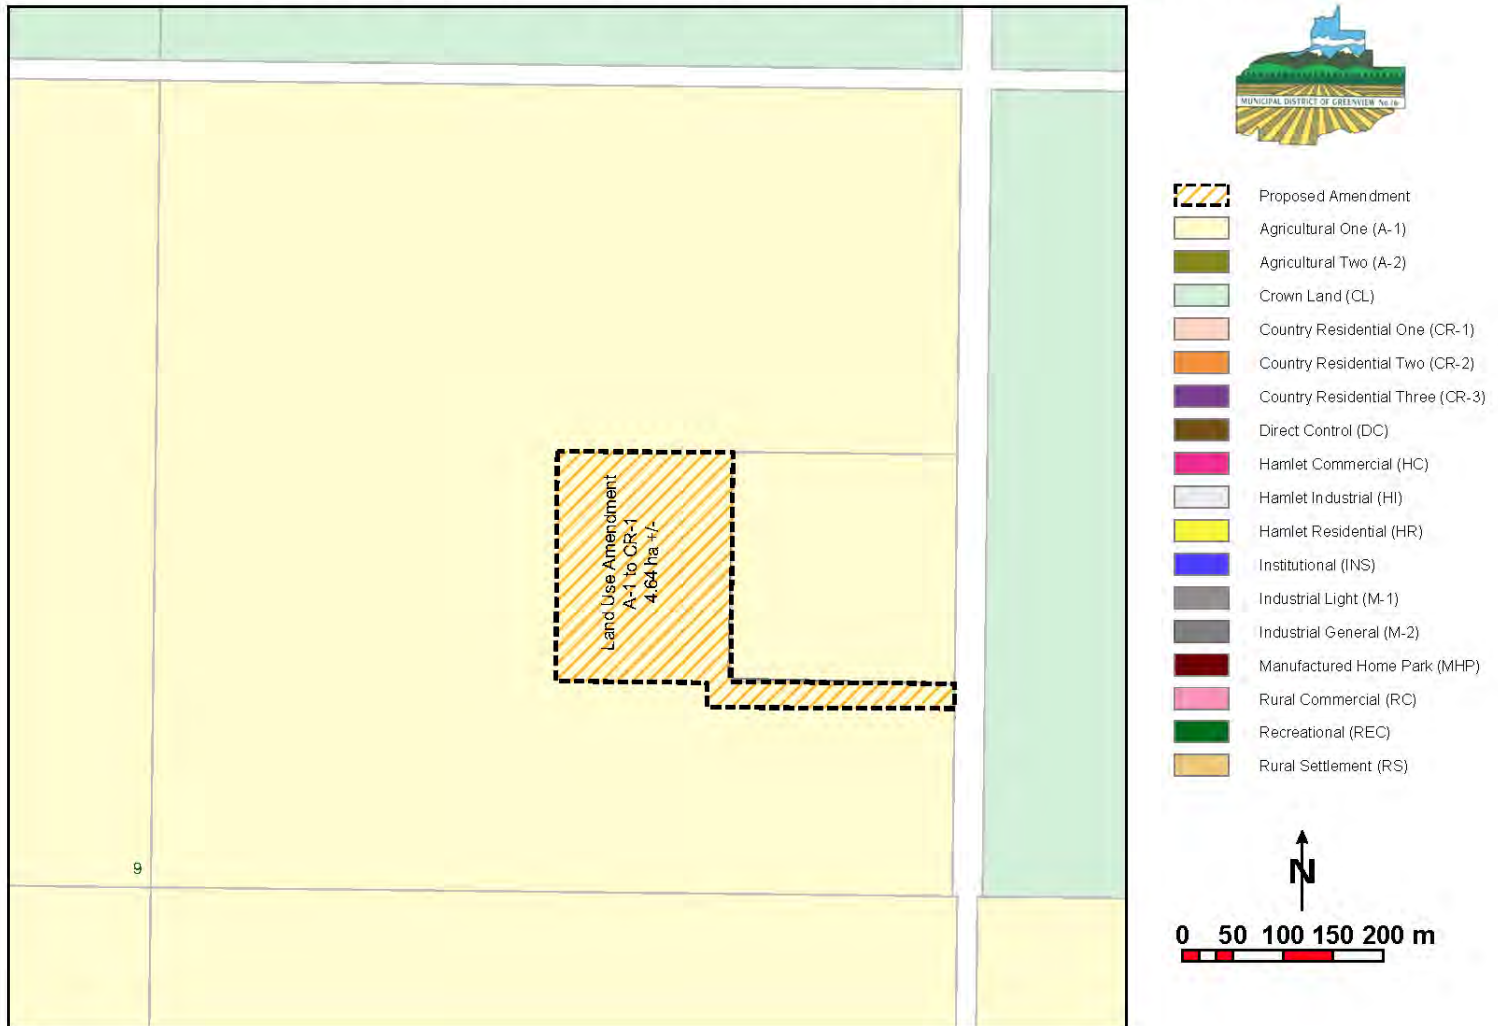 MUNICIPAL DISTRICT OF GREENVIEW No 16
Proposed Amendment
Agricultural One (A-1)
Agricultural Two (A-2)
Crown Land (CL)
Country Residential One (CR-1)
Country Residential Two (CR-2)
Country Residential Three (CR-3)
Direct Control (DC)
Hamlet Commercial (HC)
Hamlet Industrial (HI)
Hamlet Residential (HR)
Institutional (INS)
Industrial Light (M-1)
Industrial General (M-2)
Manufactured Home Park (MHP)
Rural Commercial (RC)
Recreational (REC)
Rural Settlement (RS)
Land Use Amendment
A-1 to CR-1
4.64 ha +/-
9
N
0 50 100 150 200 m